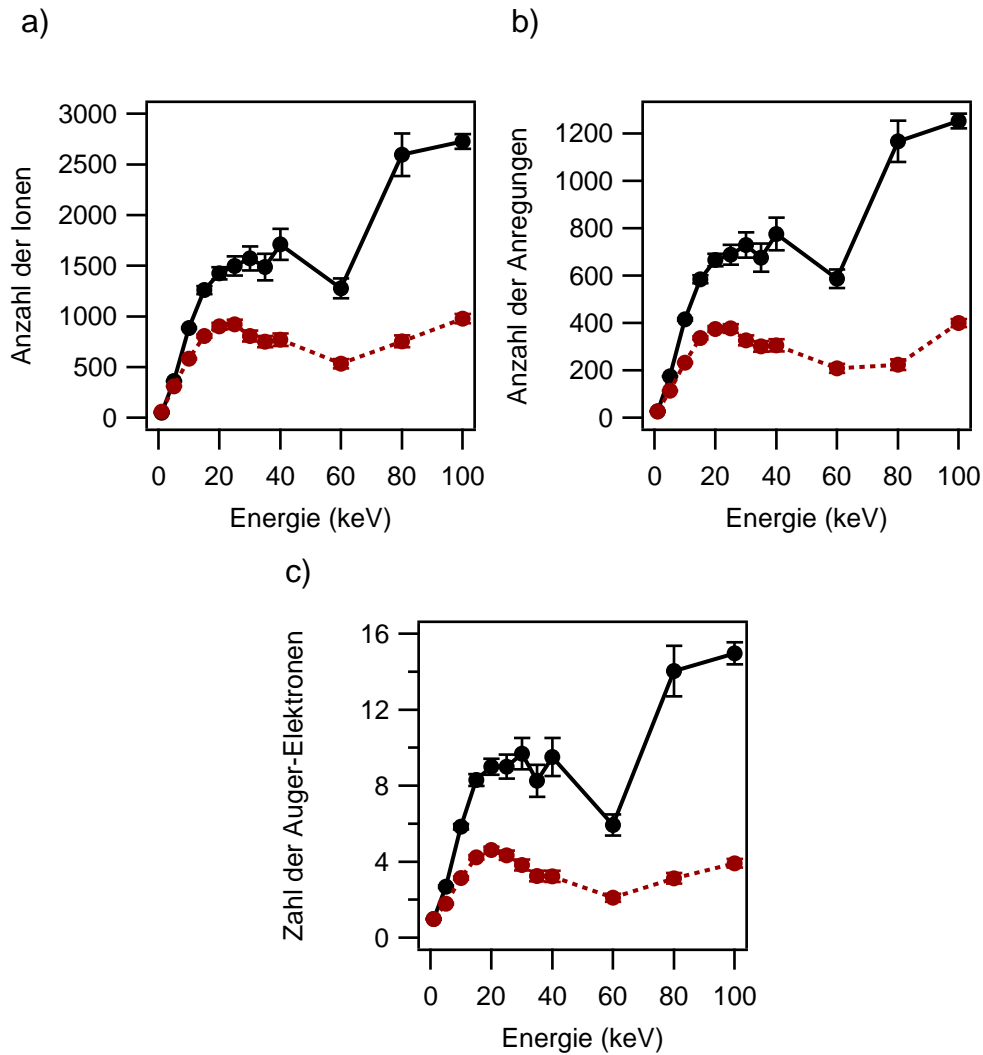 a)
3000
2500
2000
1500
1000
500
0
Anzahl der Ionen
0 20 40 60 80 100
Energie (keV)
b)
1200
1000
800
600
400
200
0
Anzahl der Anregungen
0 20 40 60 80 100
Energie (keV)
c)
16
12
8
4
0
Zahl der Auger-Elektronen
0 20 40 60 80 100
Energie (keV)